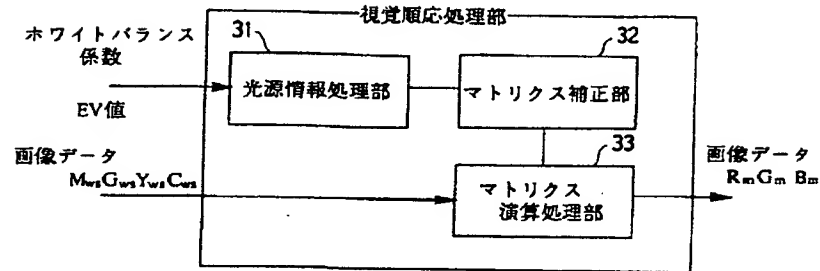 視覚順応処理部
ホワイトバランス
係数
31
32
光源情報処理部
マトリクス補正部
EV値
画像データ
MwsGwsYwsCws
33
マトリクス
演算処理部
画像データ
RmGm Bm